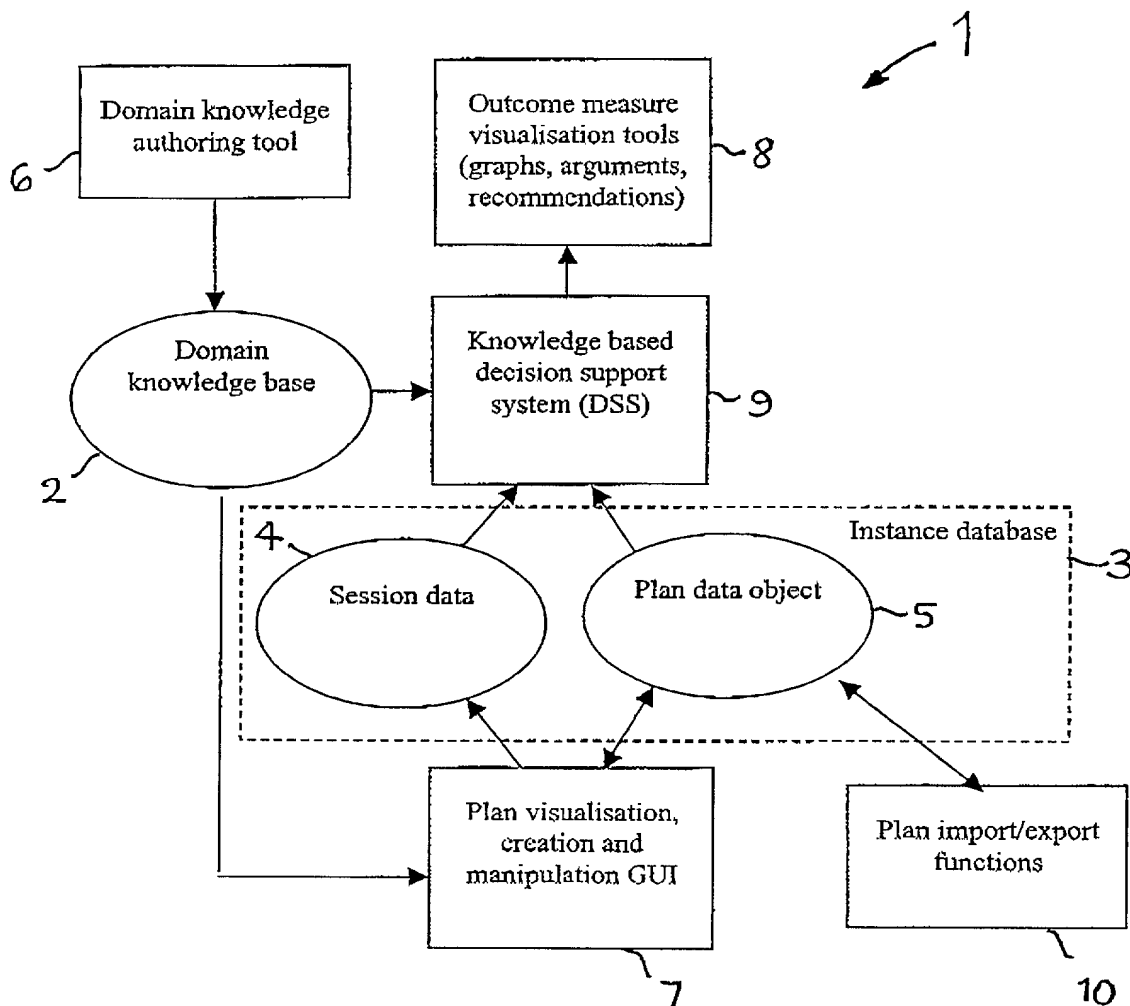 1
Domain knowledge
authoring tool
6
Outcome measure
visualisation tools
(graphs, arguments,
recommendations)
8
Domain
knowledge base
2
Knowledge based
decision support
system (DSS)
9
Instance database
3
4
Session data
Plan data object
5
Plan visualisation,
creation and
manipulation GUI
7
Plan import/export
functions
10